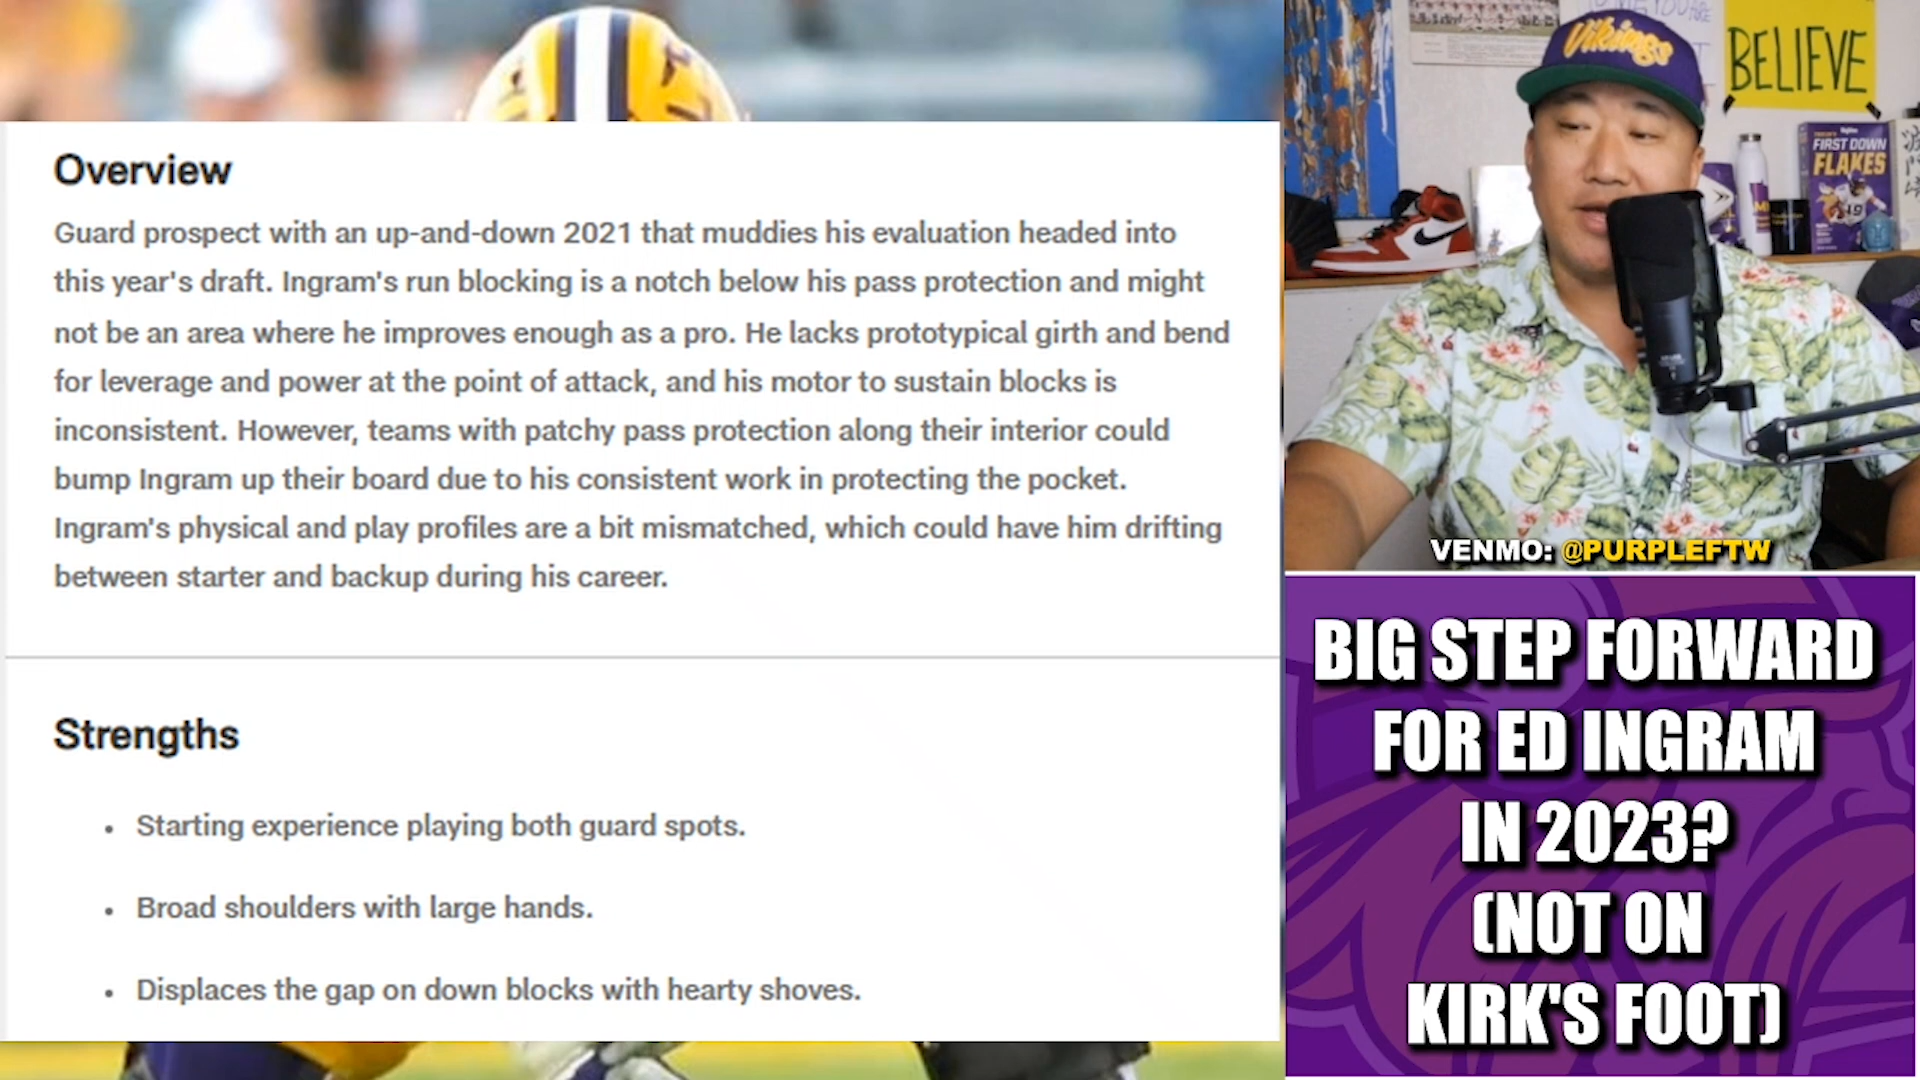 Overview
Guard prospect with an up-and-down 2021 that muddies his evaluation headed into
this year's draft. Ingram's run blocking is a notch below his pass protection and might
not be an area where he improves enough as a pro. He lacks prototypical girth and bend
for leverage and power at the point of attack, and his motor to sustain blocks is
inconsistent. However, teams with patchy pass protection along their interior could
bump Ingram up their board due to his consistent work in protecting the pocket.
Ingram's physical and play profiles are a bit mismatched, which could have him drifting
between starter and backup during his career.
Strengths
• Starting experience playing both guard spots.
• Broad shoulders with large hands.
• Displaces the gap on down blocks with hearty shoves.
Vikings
BELIEVE
FIRST DOWN
FLAKES
VENMO: @PURPLEFTW
BIG STEP FORWARD
FOR ED INGRAM
IN 2023?
(NOT ON
KIRK'S FOOT)